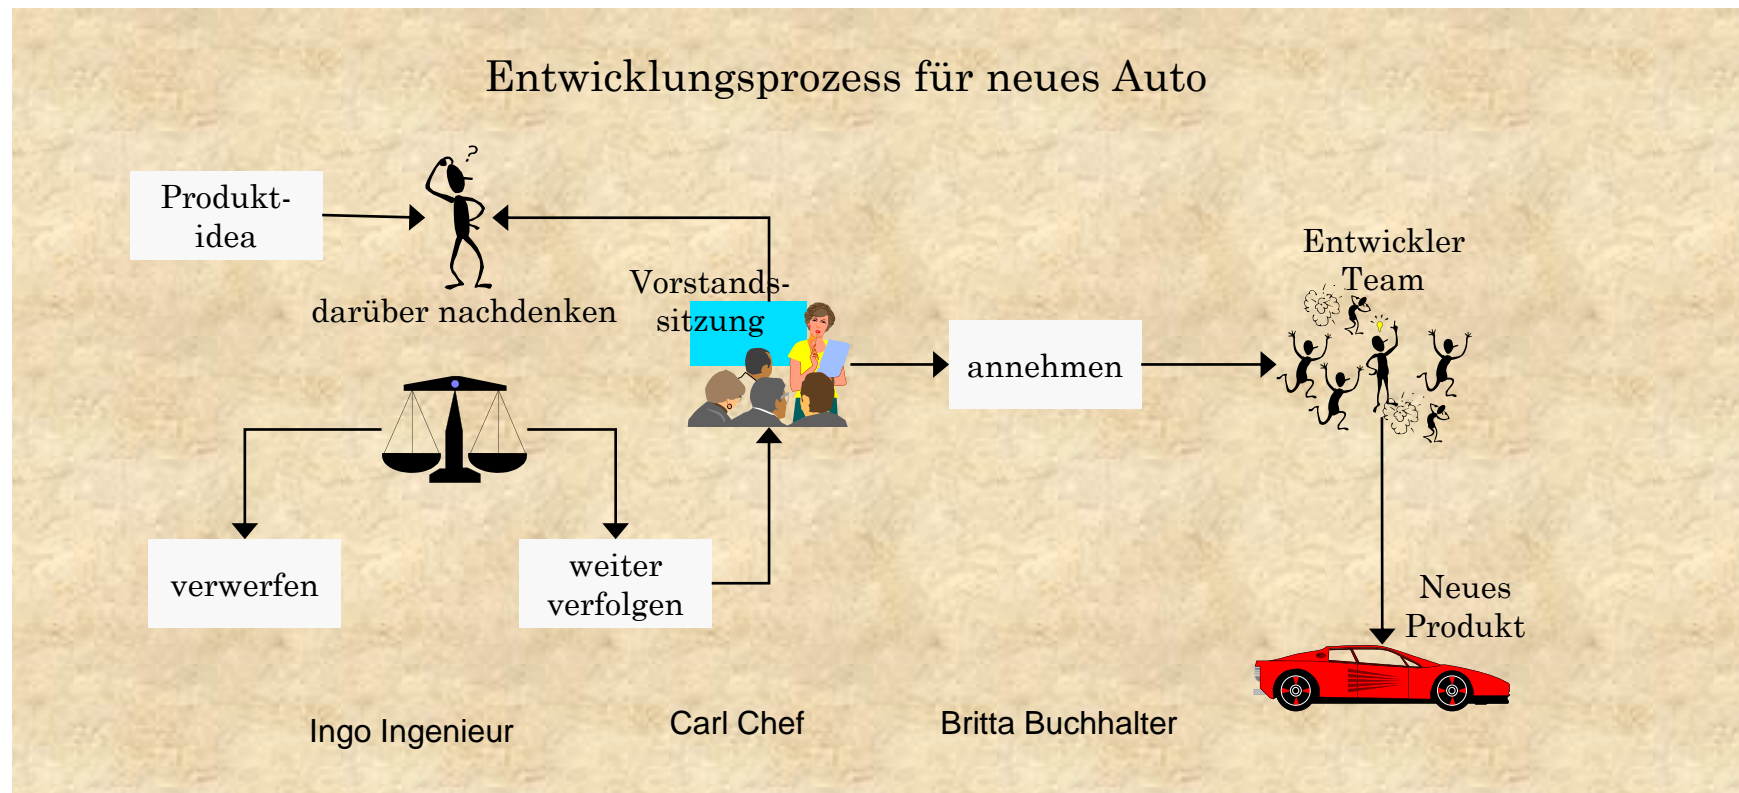 Entwicklungsprozess für neues Auto
?
Produkt-
idea
darüber nachdenken
Vorstands-
sitzung
annehmen
Entwickler
Team
verwerfen
weiter
verfolgen
Neues
Produkt
Ingo Ingenieur
Carl Chef
Britta Buchhalter